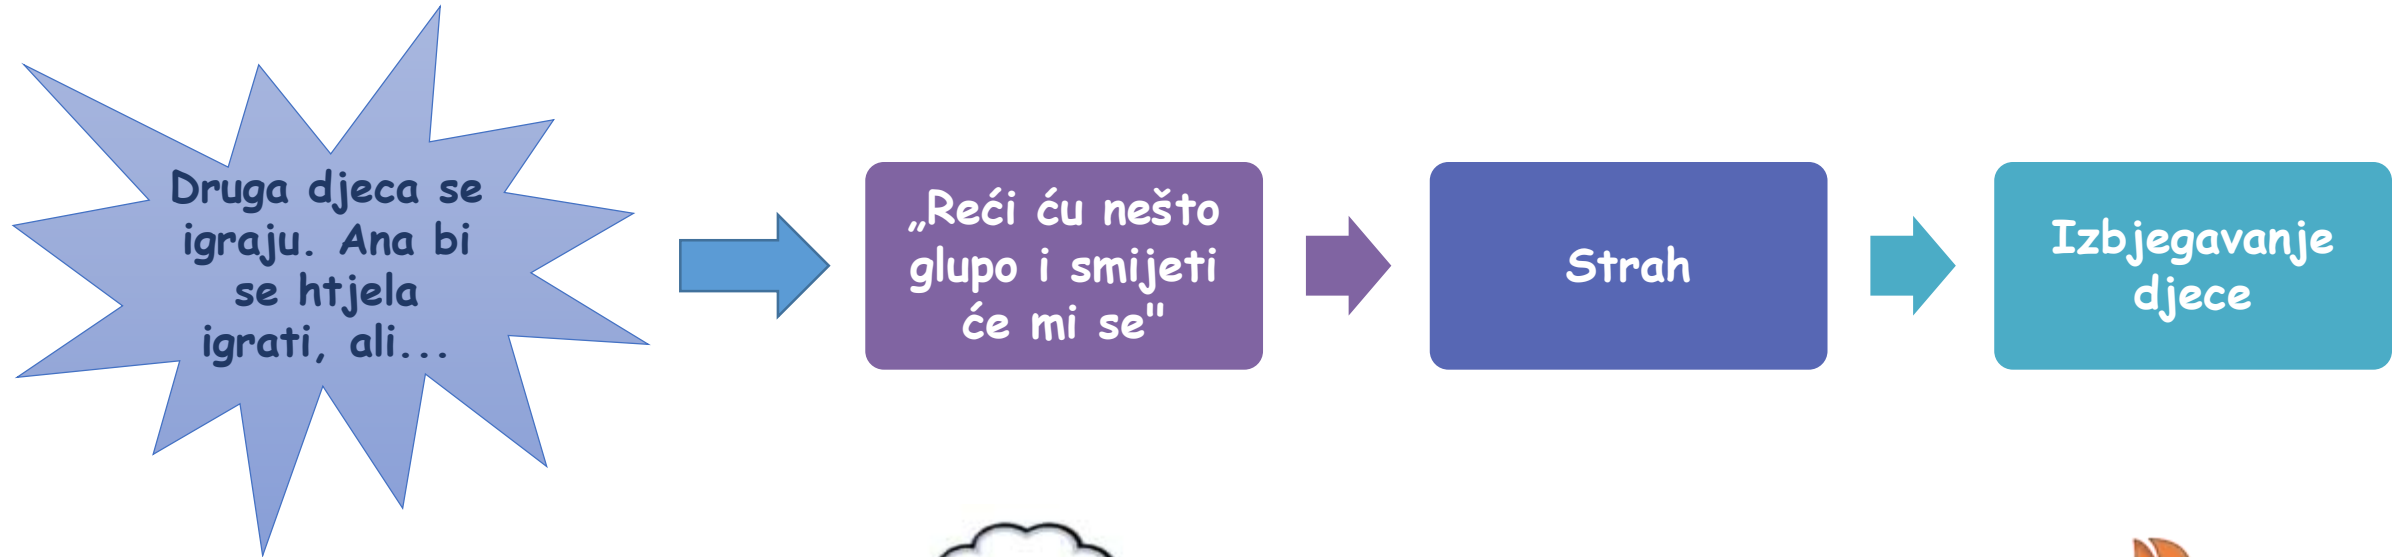 Druga djeca se
igraju. Ana bi
se htjela
igrati, ali...
„Reći ću nešto
glupo i smijeti
će mi se"
Strah
Izbjegavanje
djece